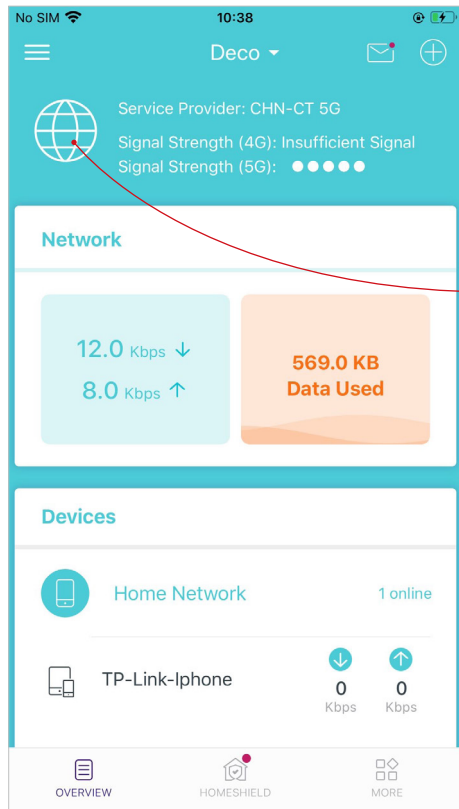 No SIM 10:38
Deco
Service Provider: CHN-CT 5G
Signal Strength (4G): Insufficient Signal
Signal Strength (5G):
Network
12.0 Kbps ↓
8.0 Kbps ↑
569.0 KB
Data Used
Devices
Home Network 1 online
TP-Link-Iphone
0 0
Kbps Kbps
OVERVIEW HOMESHIELD MORE